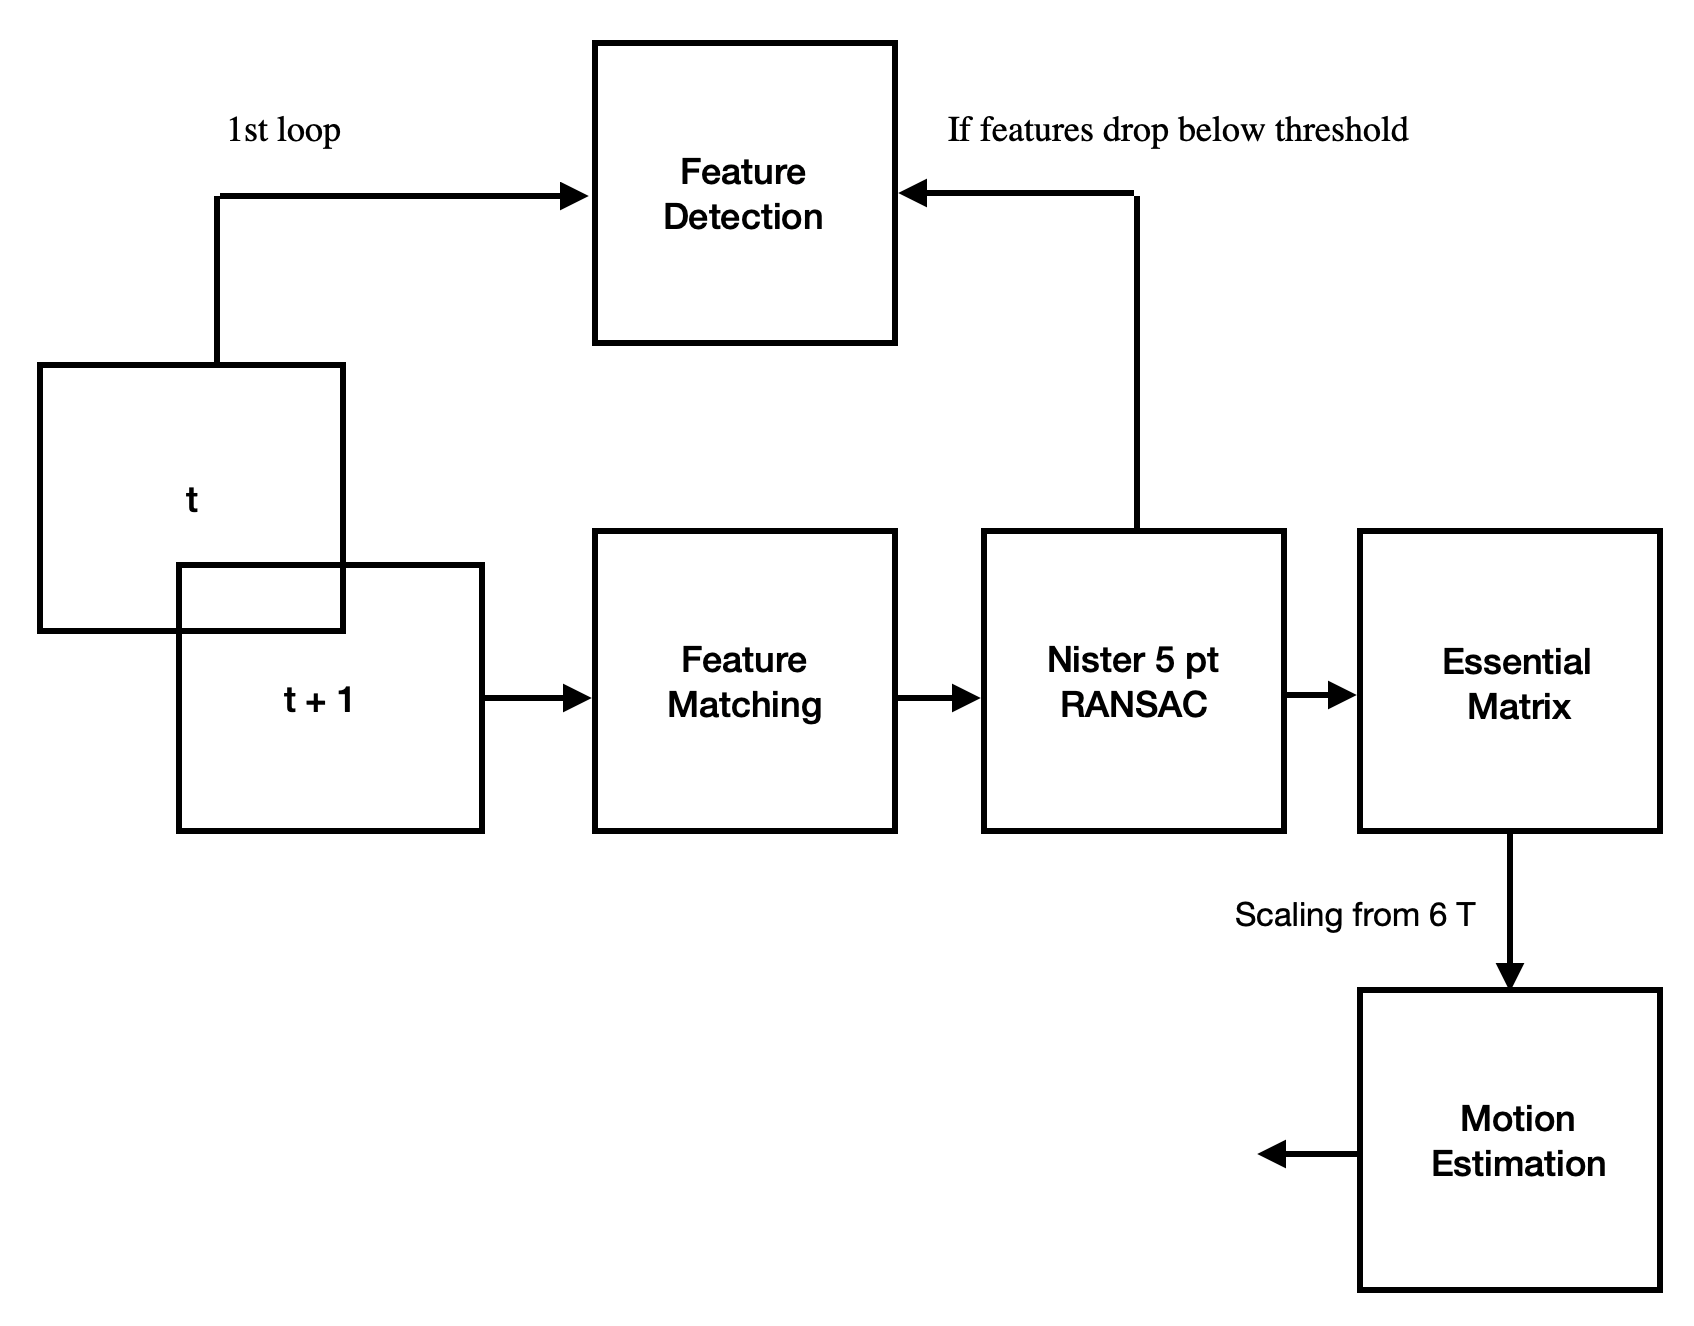 1st loop
If features drop below threshold
Feature
Detection
t
t + 1
Feature
Matching
Nister 5 pt
RANSAC
Essential
Matrix
Scaling from 6 T
Motion
Estimation